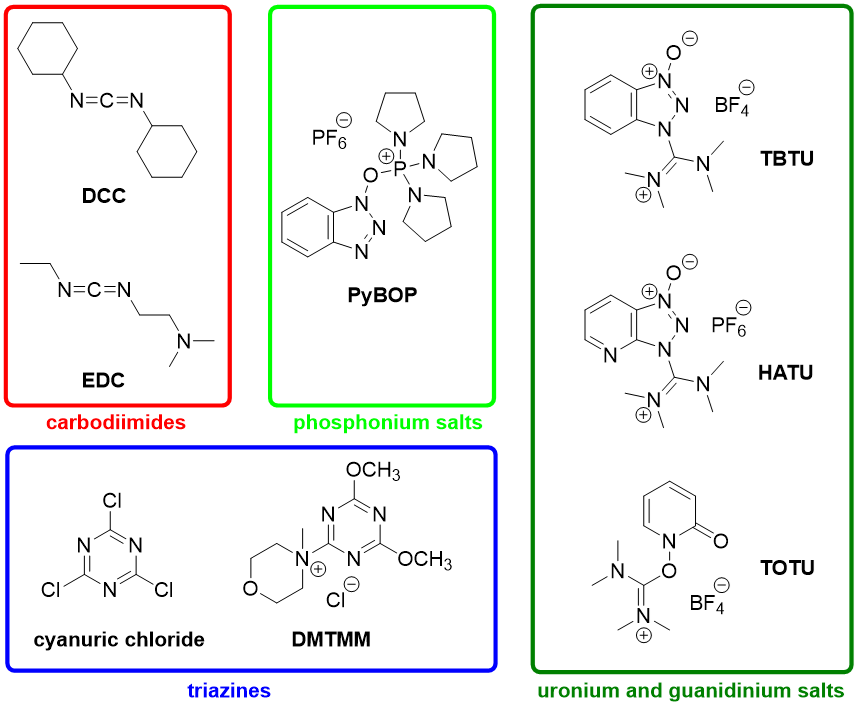 DCC
N=C=N
EDC
N=C=N
N
carbodiimides
PF6⊖
N
O P⊕ N
N N
N
N
PyBOP
phosphonium salts
O⊖
N⊕
N
N BF4⊖
N⊕ N
TBTU
O⊖
N⊕
N
N N PF6⊖
N⊕ N
HATU
N O
O
N
N⊕
BF4⊖
TOTU
uronium and guanidinium salts
Cl
N N
Cl N Cl
cyanuric chloride
OCH3
N N
N⊕ N OCH3
O
Cl⊖
DMTMM
triazines